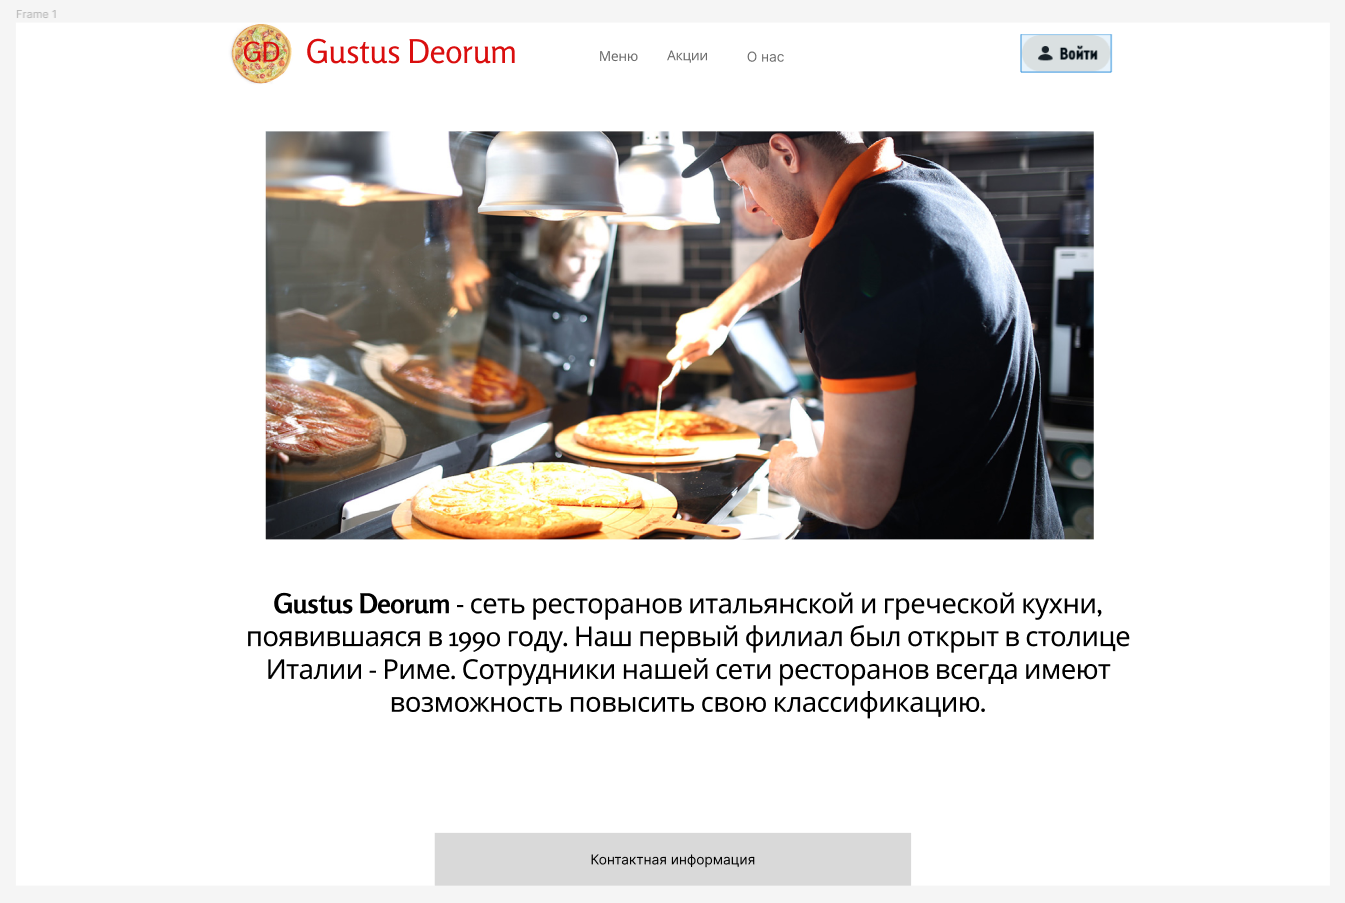 Frame 1
GD Gustus Deorum
Меню Акции О нас
Войти
Gustus Deorum - сеть ресторанов итальянской и греческой кухни,
появившаяся в 1990 году. Наш первый филиал был открыт в столице
Италии - Риме. Сотрудники нашей сети ресторанов всегда имеют
возможность повысить свою классификацию.
Контактная информация